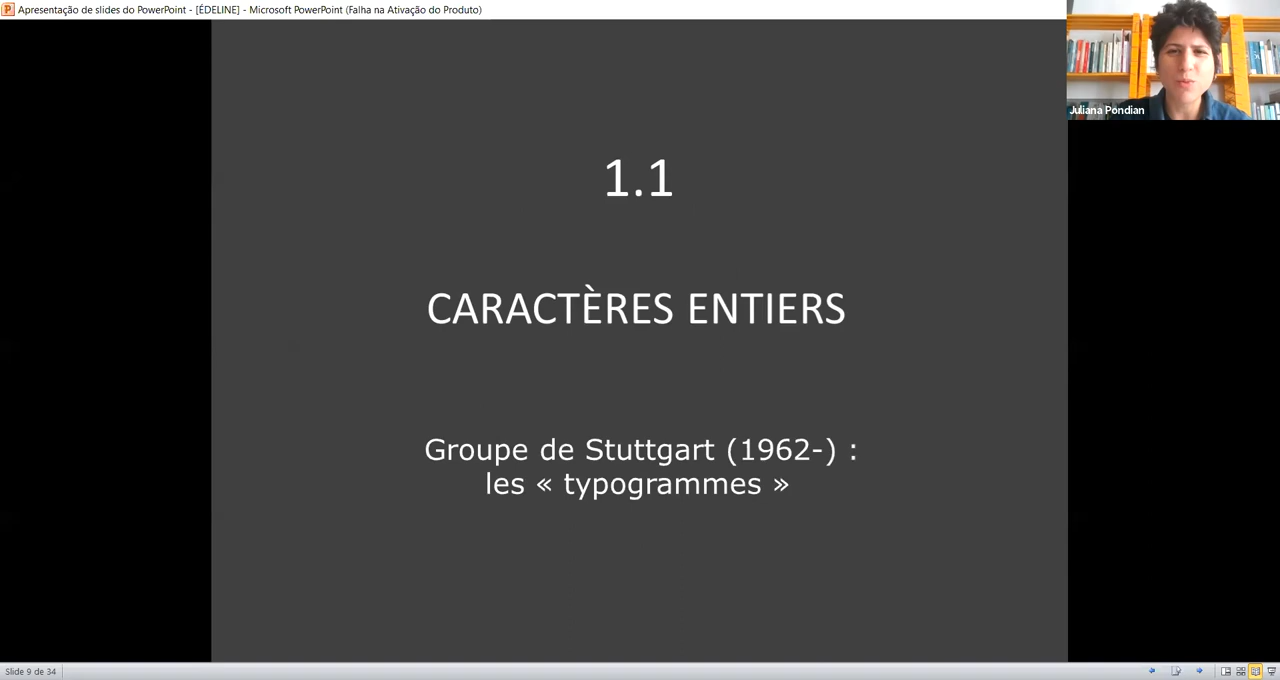 Apresentação de slides do PowerPoint - [ÉDELINE] - Microsoft PowerPoint (Falha na Ativação do Produto)
Juliana Pondian
1.1
CARACTÈRES ENTIERS
Groupe de Stuttgart (1962-) :
les « typogrammes »
Slide 9 de 34